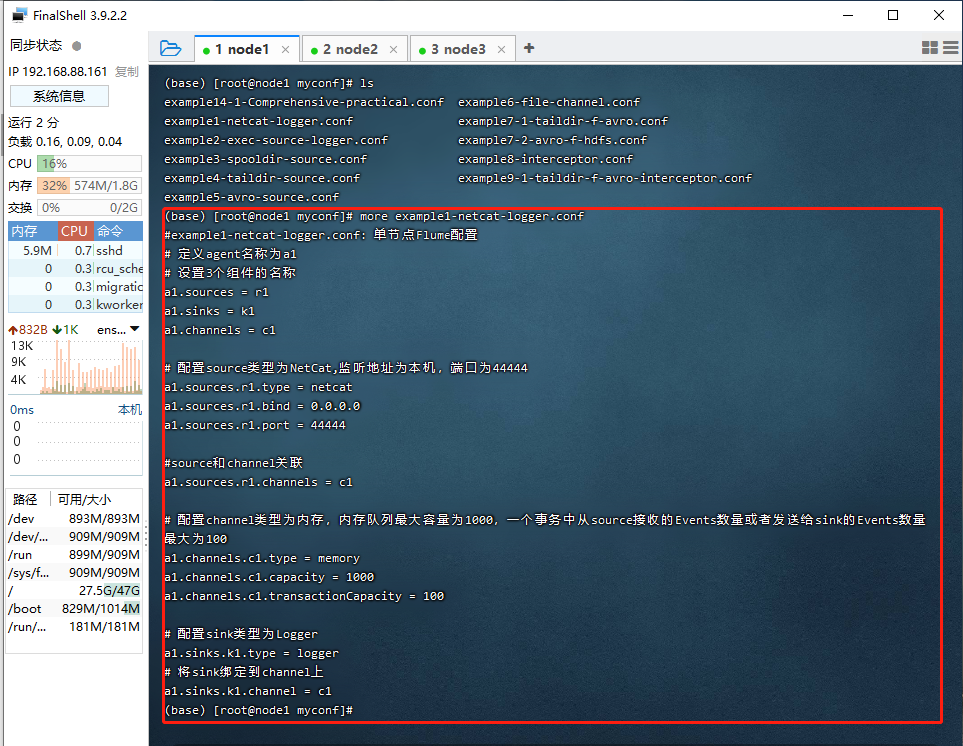 FinalShell 3.9.2.2
同步状态
IP 192.168.88.161 复制
系统信息
运行 2 分
负载 0.16, 0.09, 0.04
CPU 16%
内存 32% 574M/1.8G
交换 0% 0/2G
内存 CPU 命令
5.9M 0.7 sshd
0 0.3 rcu_sche
0 0.3 migratic
0 0.3 kworker
832B 1K ens...
13K
9K
4K
0ms 本机
0
0
0
路径 可用/大小
/dev 893M/893M
/dev/... 909M/909M
/run 899M/909M
/sys/f... 909M/909M
/ 27.5G/47G
/boot 829M/1014M
/run/... 181M/181M
1 node1 2 node2 3 node3
(base) [root@node1 myconf]# ls
example14-1-Comprehensive-practical.conf example6-file-channel.conf
example1-netcat-logger.conf example7-1-taildir-f-avro.conf
example2-exec-source-logger.conf example7-2-avro-f-hdfs.conf
example3-spooldir-source.conf example8-interceptor.conf
example4-taildir-source.conf example9-1-taildir-f-avro-interceptor.conf
example5-avro-source.conf
(base) [root@node1 myconf]# more example1-netcat-logger.conf
#example1-netcat-logger.conf: 单节点Flume配置
# 定义agent名称为a1
# 设置3个组件的名称
a1.sources = r1
a1.sinks = k1
a1.channels = c1
# 配置source类型为NetCat,监听地址为本机, 端口为44444
a1.sources.r1.type = netcat
a1.sources.r1.bind = 0.0.0.0
a1.sources.r1.port = 44444
#source和channel关联
a1.sources.r1.channels = c1
# 配置channel类型为内存, 内存队列最大容量为1000, 一个事务中从source接收的Events数量或者发送给sink的Events数量
最大为100
a1.channels.c1.type = memory
a1.channels.c1.capacity = 1000
a1.channels.c1.transactionCapacity = 100
# 配置sink类型为Logger
a1.sinks.k1.type = logger
# 将sink绑定到channel上
a1.sinks.k1.channel = c1
(base) [root@node1 myconf]#